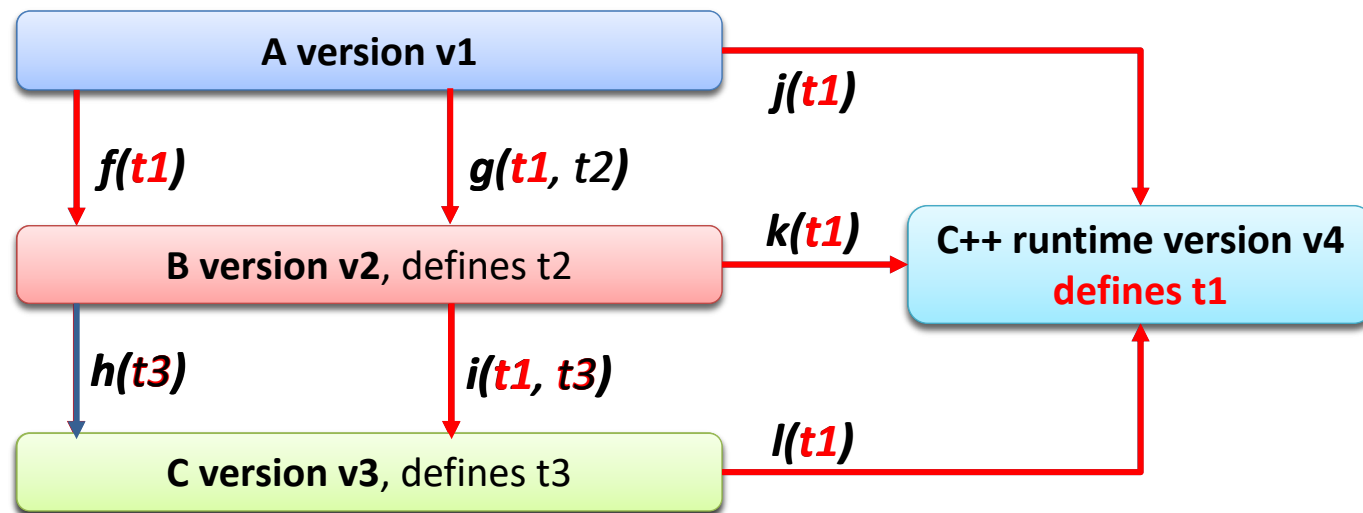 A version v1
j(t1)
f(t1)
g(t1, t2)
k(t1)
C++ runtime version v4
defines t1
B version v2, defines t2
h(t3)
i(t1, t3)
l(t1)
C version v3, defines t3